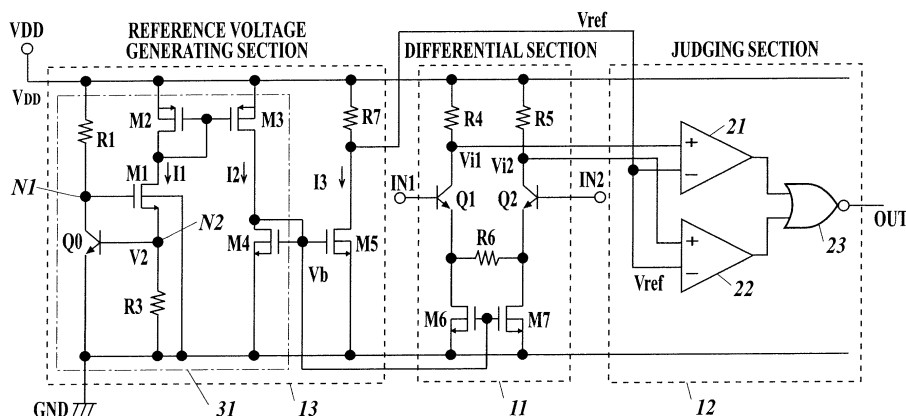 VDD
REFERENCE VOLTAGE
GENERATING SECTION
Vref
DIFFERENTIAL SECTION
JUDGING SECTION
VDD
R1
M2
M3
R7
R4
R5
21
N1
M1
I1
I2
I3
Vi1
Vi2
IN1
IN2
+
−
Q1
Q2
N2
Q0
V2
M4
M5
Vb
R6
OUT
23
+
−
Vref
22
R3
M6
M7
GND
31
13
11
12